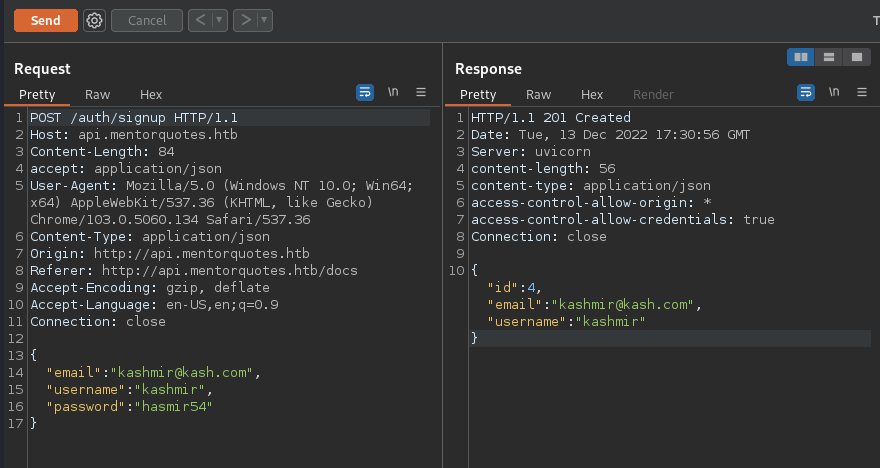 Send Cancel < > T
Request
Pretty Raw Hex \n
1 POST /auth/signup HTTP/1.1
2 Host: api.mentorquotes.htb
3 Content-Length: 84
4 accept: application/json
5 User-Agent: Mozilla/5.0 (Windows NT 10.0; Win64;
x64) AppleWebKit/537.36 (KHTML, like Gecko)
Chrome/103.0.5060.134 Safari/537.36
6 Content-Type: application/json
7 Origin: http://api.mentorquotes.htb
8 Referer: http://api.mentorquotes.htb/docs
9 Accept-Encoding: gzip, deflate
10 Accept-Language: en-US,en;q=0.9
11 Connection: close
12
13 {
14 "email":"kashmir@kash.com",
15 "username":"kashmir",
16 "password":"hasmir54"
17 }
Response
Pretty Raw Hex Render \n
1 HTTP/1.1 201 Created
2 Date: Tue, 13 Dec 2022 17:30:56 GMT
3 Server: uvicorn
4 content-length: 56
5 content-type: application/json
6 access-control-allow-origin: *
7 access-control-allow-credentials: true
8 Connection: close
9
10 {
"id":4,
"email":"kashmir@kash.com",
"username":"kashmir"
}